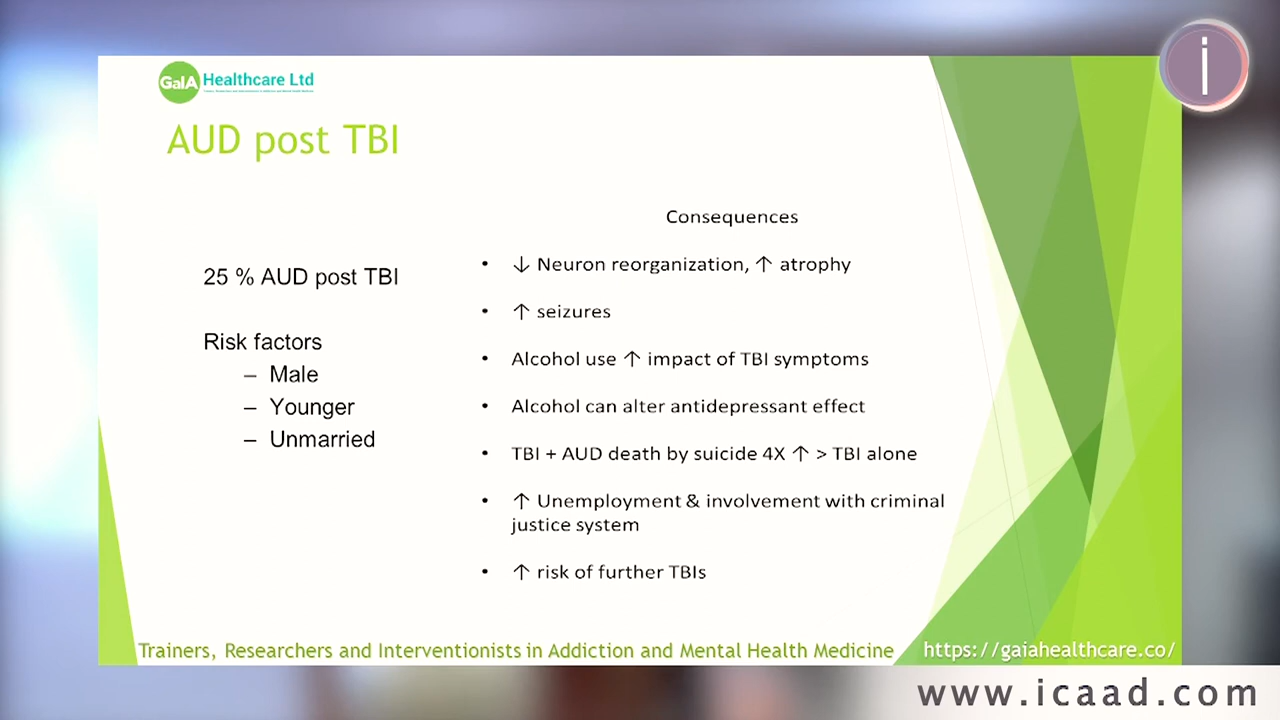 GaIA Healthcare Ltd
i
AUD post TBI
25 % AUD post TBI
Risk factors
– Male
– Younger
– Unmarried
Consequences
• ↓ Neuron reorganization, ↑ atrophy
• ↑ seizures
• Alcohol use ↑ impact of TBI symptoms
• Alcohol can alter antidepressant effect
• TBI + AUD death by suicide 4X ↑ > TBI alone
• ↑ Unemployment & involvement with criminal
justice system
• ↑ risk of further TBIs
Trainers, Researchers and Interventionists in Addiction and Mental Health Medicine
https://gaiahealthcare.co/
www.icaad.com